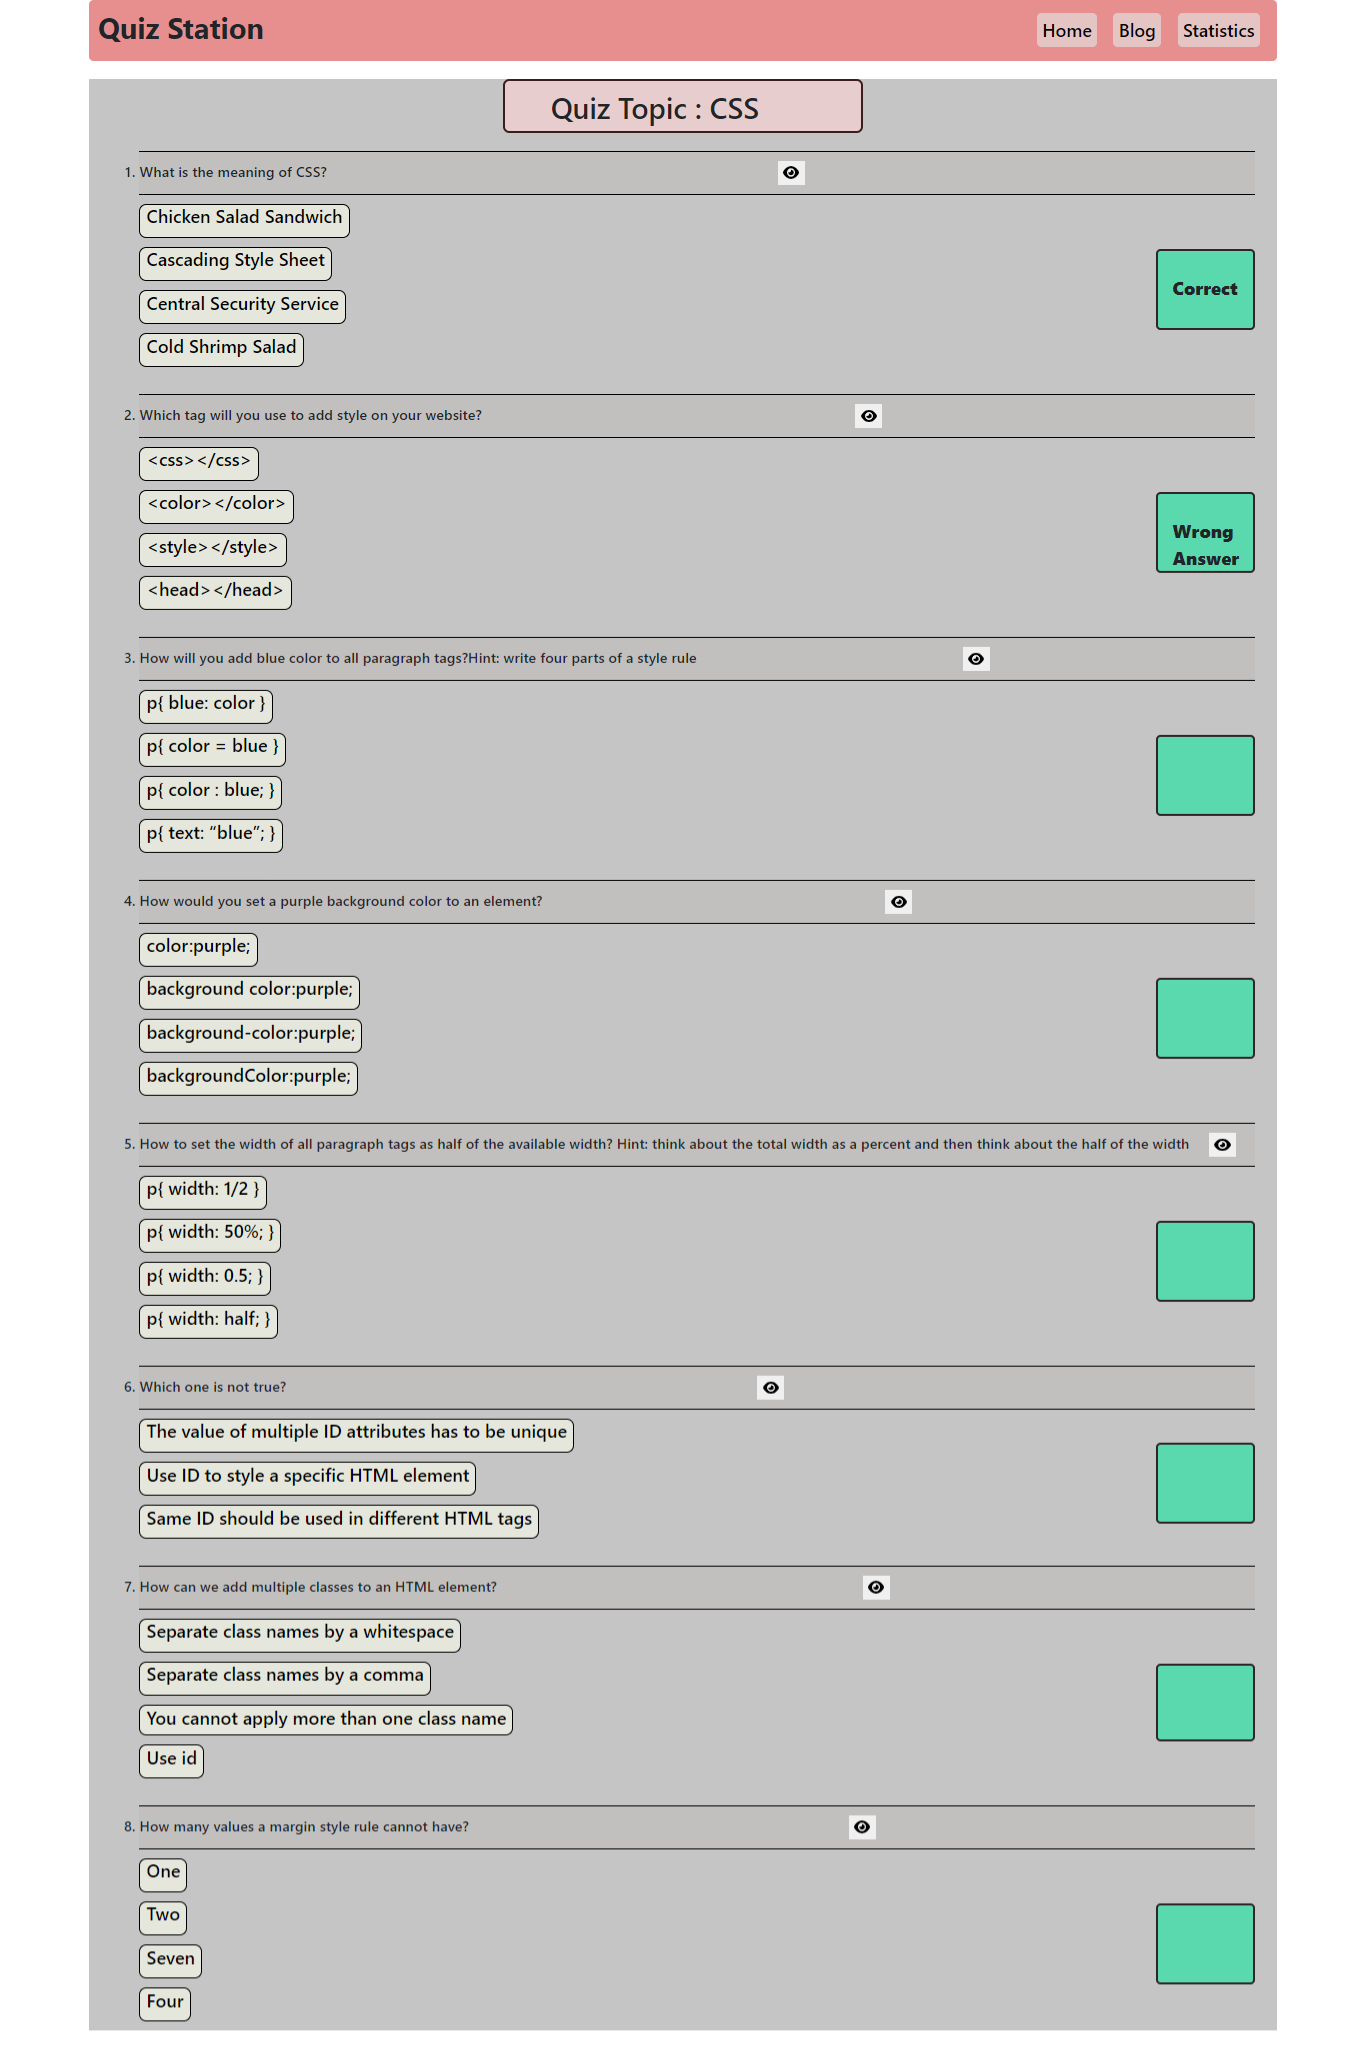 Quiz Station
Home Blog Statistics
Quiz Topic : CSS
1. What is the meaning of CSS?
Chicken Salad Sandwich
Cascading Style Sheet
Central Security Service
Cold Shrimp Salad
Correct
2. Which tag will you use to add style on your website?
<css></css>
<color></color>
<style></style>
<head></head>
Wrong
Answer
3. How will you add blue color to all paragraph tags?Hint: write four parts of a style rule
p{ blue: color }
p{ color = blue }
p{ color : blue; }
p{ text: “blue”; }
4. How would you set a purple background color to an element?
color:purple;
background color:purple;
background-color:purple;
backgroundColor:purple;
5. How to set the width of all paragraph tags as half of the available width? Hint: think about the total width as a percent and then think about the half of the width
p{ width: 1/2 }
p{ width: 50%; }
p{ width: 0.5; }
p{ width: half; }
6. Which one is not true?
The value of multiple ID attributes has to be unique
Use ID to style a specific HTML element
Same ID should be used in different HTML tags
7. How can we add multiple classes to an HTML element?
Separate class names by a whitespace
Separate class names by a comma
You cannot apply more than one class name
Use id
8. How many values a margin style rule cannot have?
One
Two
Seven
Four